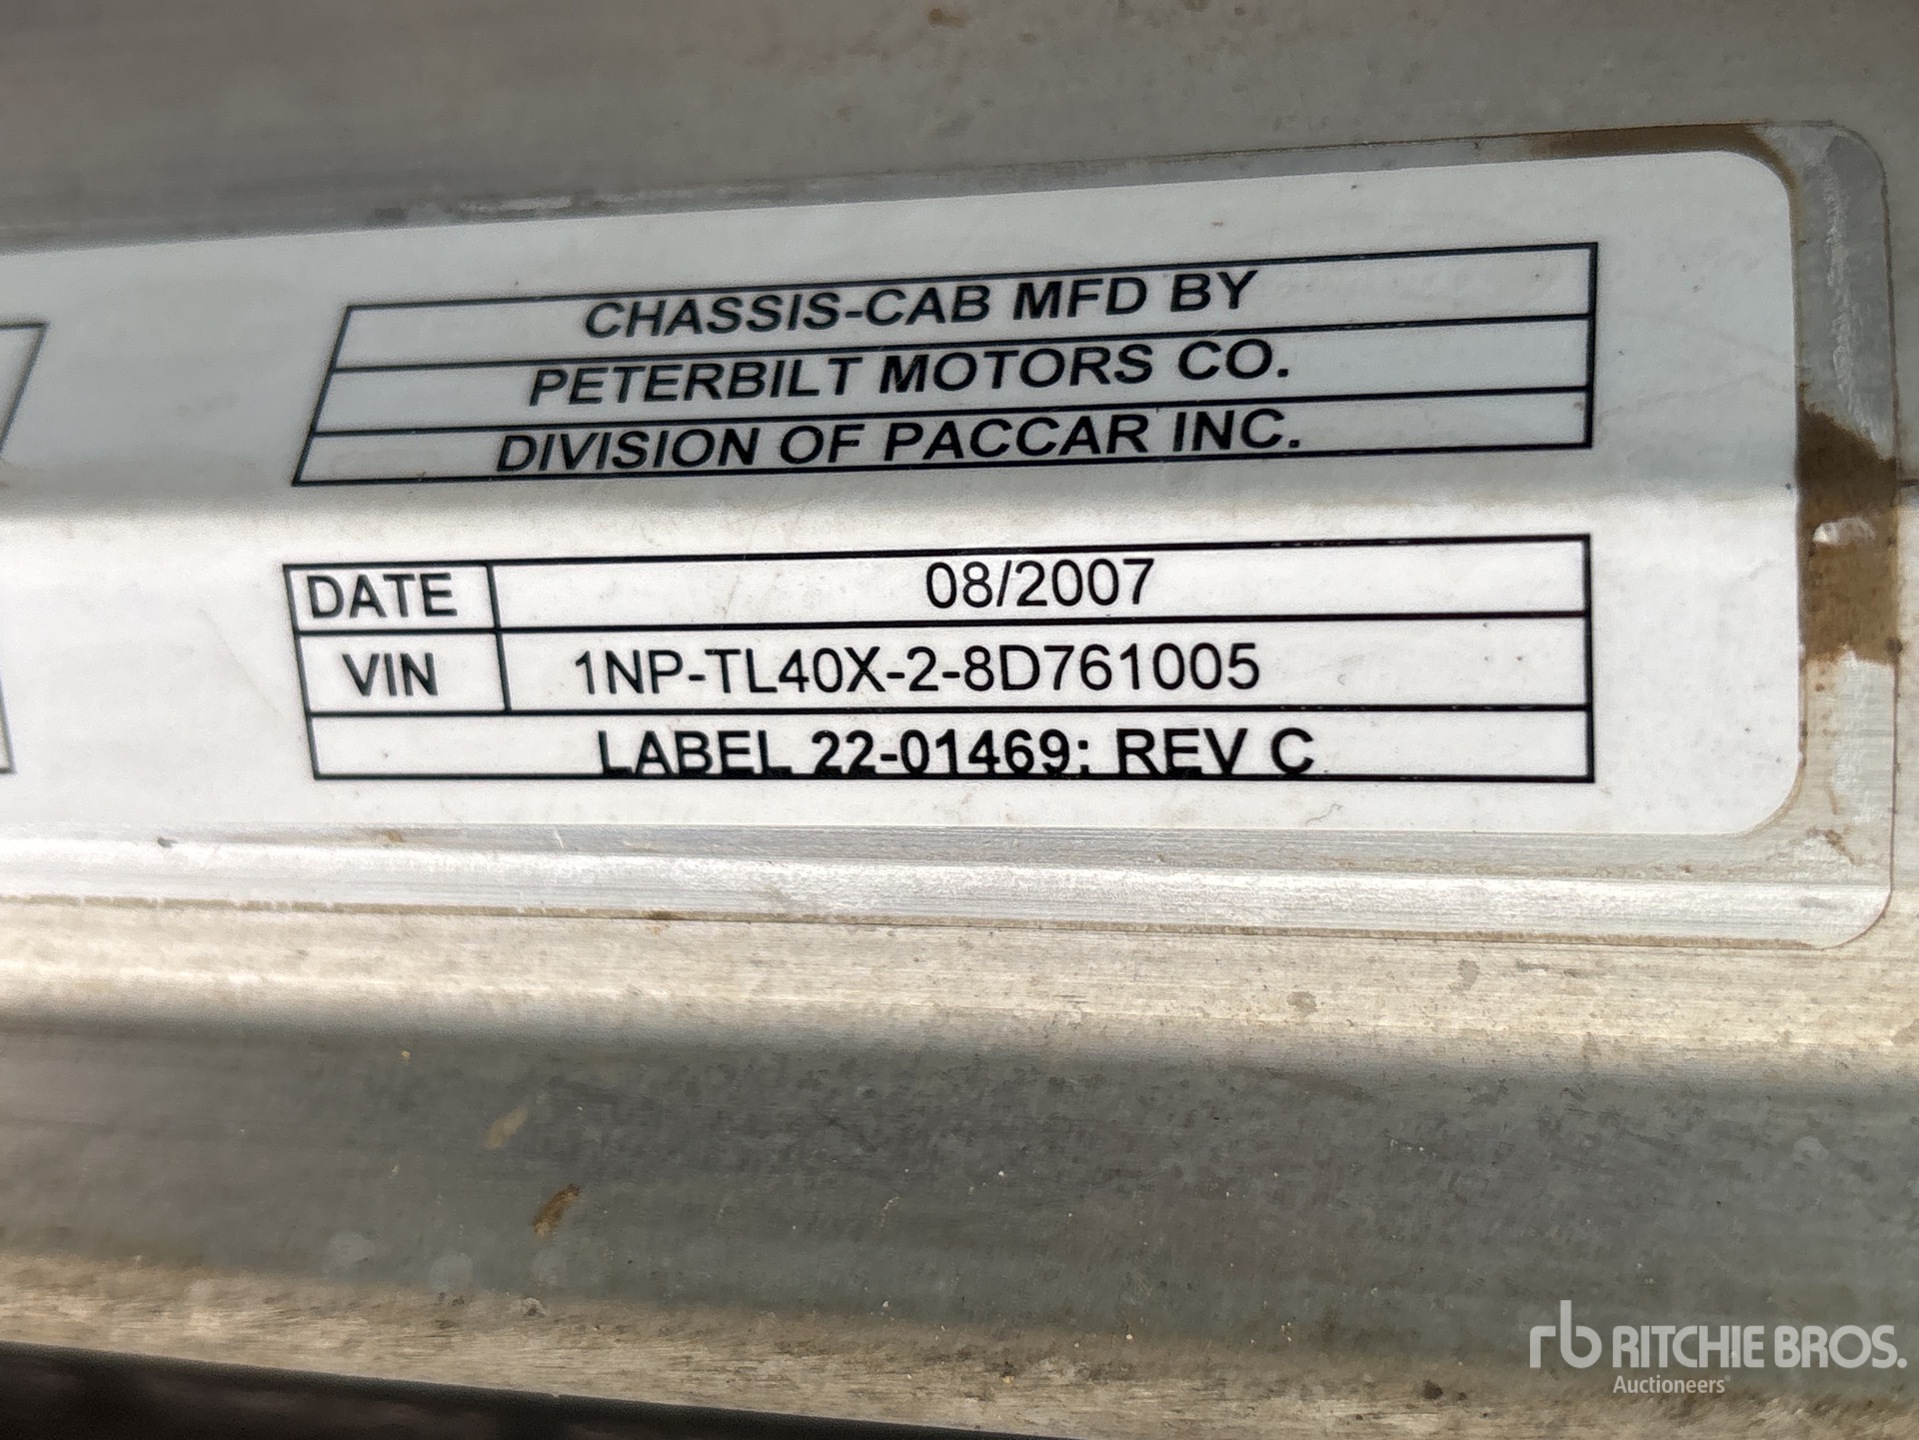 CHASSIS-CAB MFD BY
PETERBILT MOTORS CO.
DIVISION OF PACCAR INC.
DATE 08/2007
VIN 1NP-TL40X-2-8D761005
LABEL 22-01469: REV C
rb RITCHIE BROS.
Auctioneers